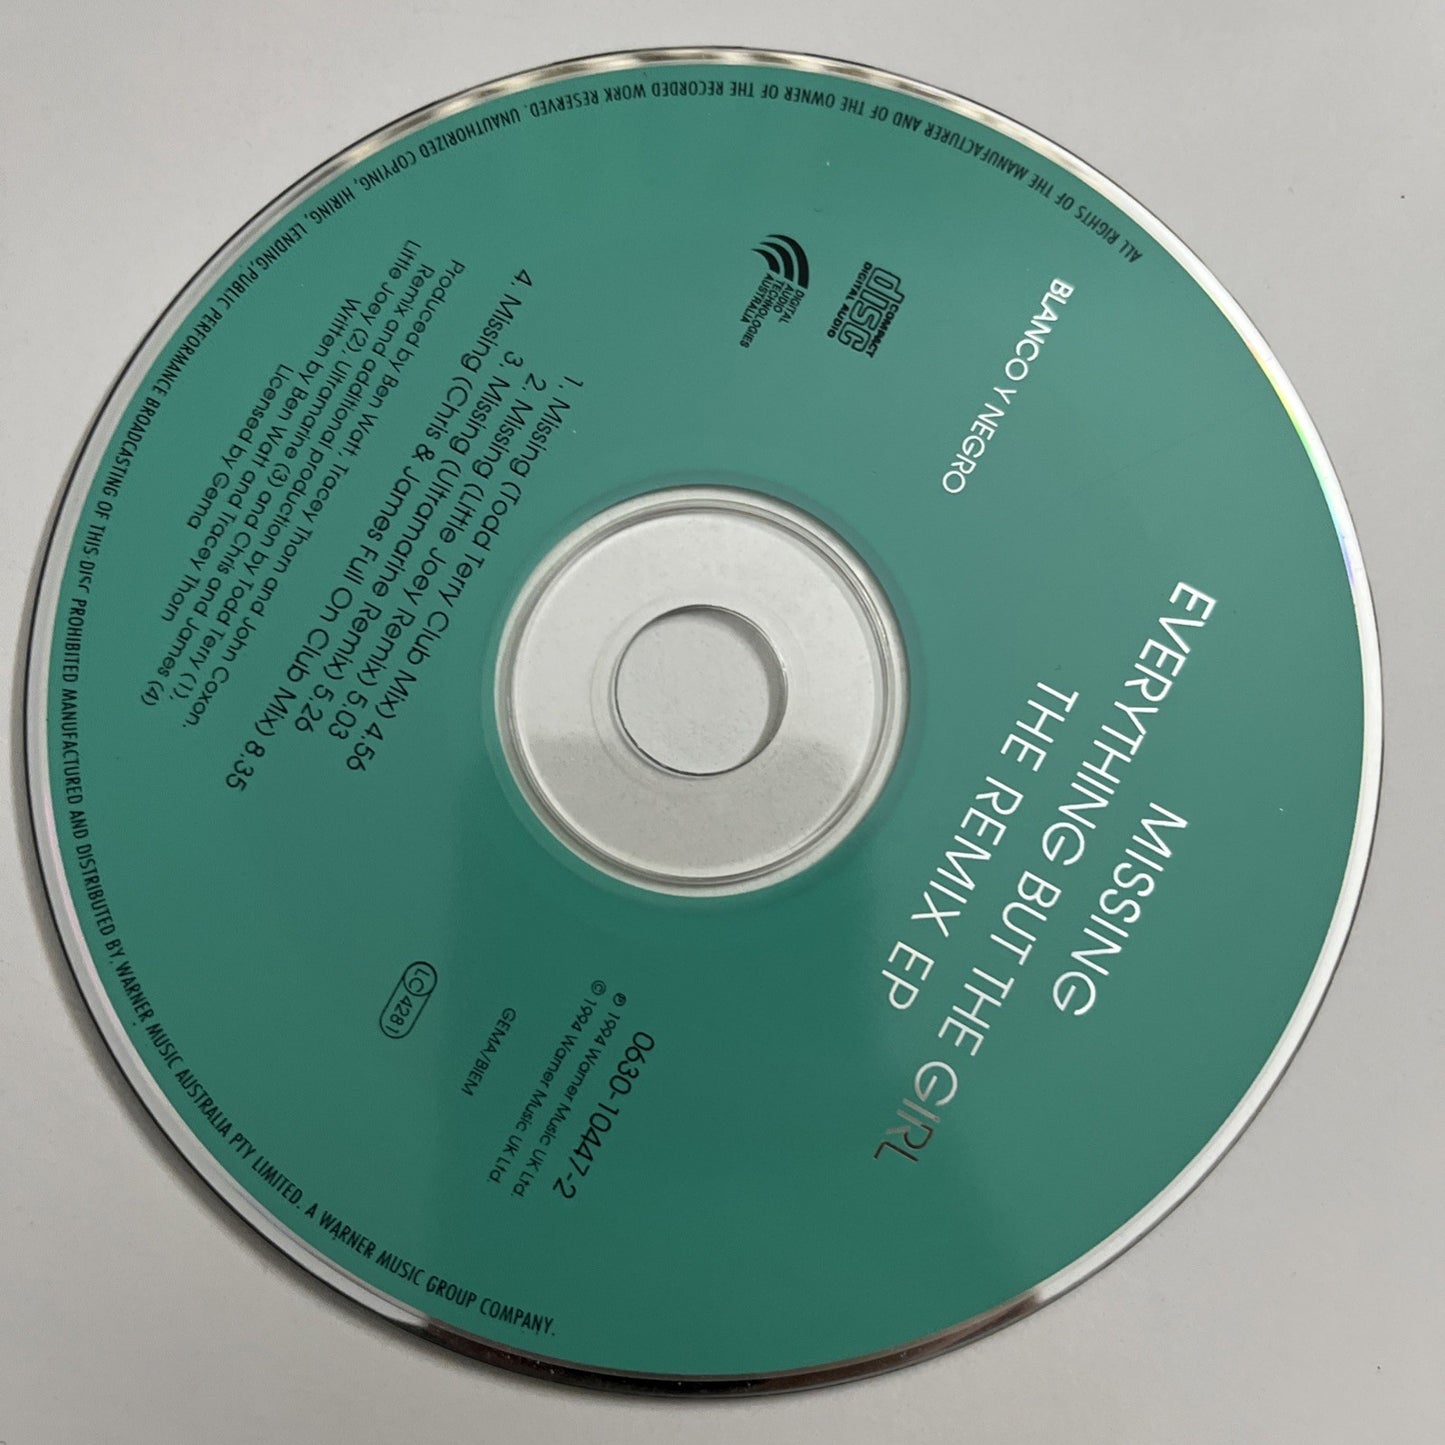 MISSING
EVERYTHING BUT THE GIRL
THE REMIX EP
BLANCO Y NEGRO
COMPACT
disc
DIGITAL AUDIO
DIGITAL
AUDIO
TECHNOLOGIES
AUSTRALIA
0630-10447-2
℗ 1994 Warner Music UK Ltd.
© 1994 Warner Music UK Ltd.
GEMA/BIEM
LC 4281
1. Missing (Todd Terry Club Mix) 4.56
2. Missing (Little Joey Remix) 5.03
3. Missing (Ultramarine Remix) 5.26
4. Missing (Chris & James Full On Club Mix) 8.35
Produced by Ben Watt, Tracey Thorn and John Coxon.
Remix and additional production by Todd Terry (1),
Little Joey (2), Ultramarine (3) and Chris and James (4)
Written by Ben Watt and Tracey Thorn
Licensed by Gema
ALL RIGHTS OF THE MANUFACTURER AND OF THE OWNER OF THE RECORDED WORK RESERVED. UNAUTHORIZED COPYING, HIRING, LENDING, PUBLIC PERFORMANCE BROADCASTING OF THIS DISC PROHIBITED MANUFACTURED AND DISTRIBUTED BY WARNER MUSIC AUSTRALIA PTY LIMITED. A WARNER MUSIC GROUP COMPANY.